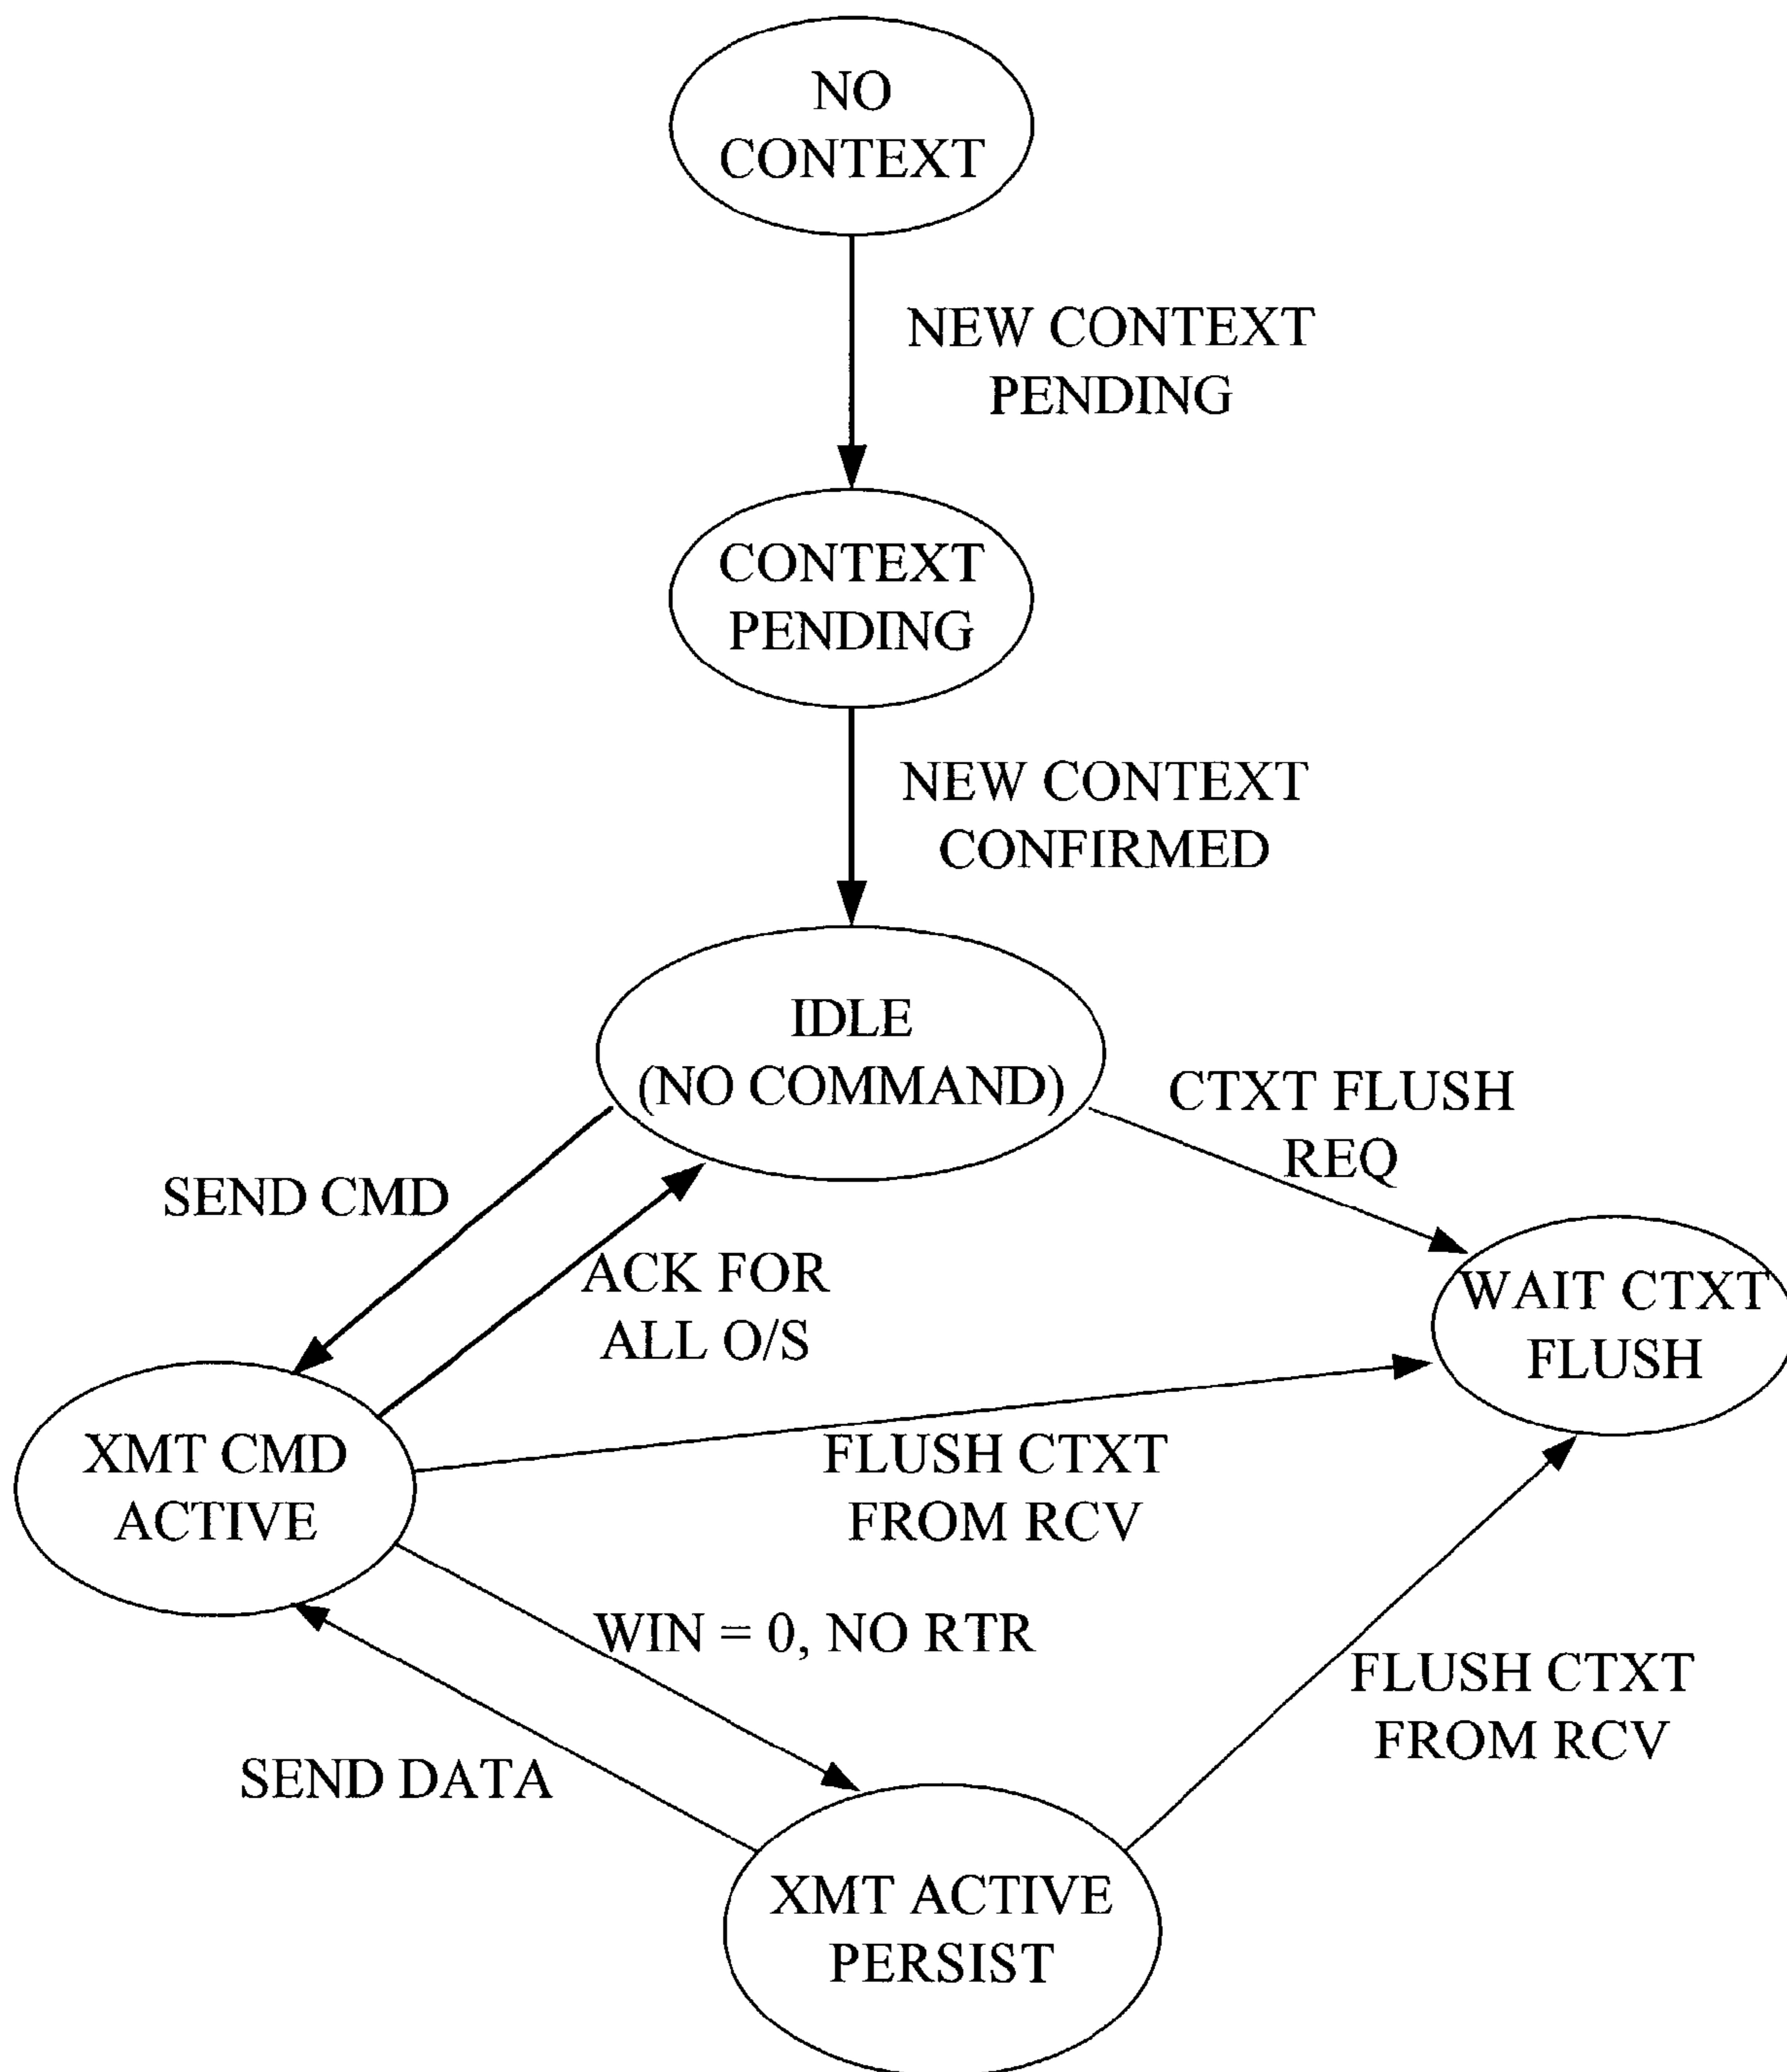 NO
CONTEXT
NEW CONTEXT
PENDING
CONTEXT
PENDING
NEW CONTEXT
CONFIRMED
IDLE
(NO COMMAND)
CTXT FLUSH
REQ
SEND CMD
ACK FOR
ALL O/S
WAIT CTXT
FLUSH
XMT CMD
ACTIVE
FLUSH CTXT
FROM RCV
WIN = 0, NO RTR
FLUSH CTXT
FROM RCV
SEND DATA
XMT ACTIVE
PERSIST